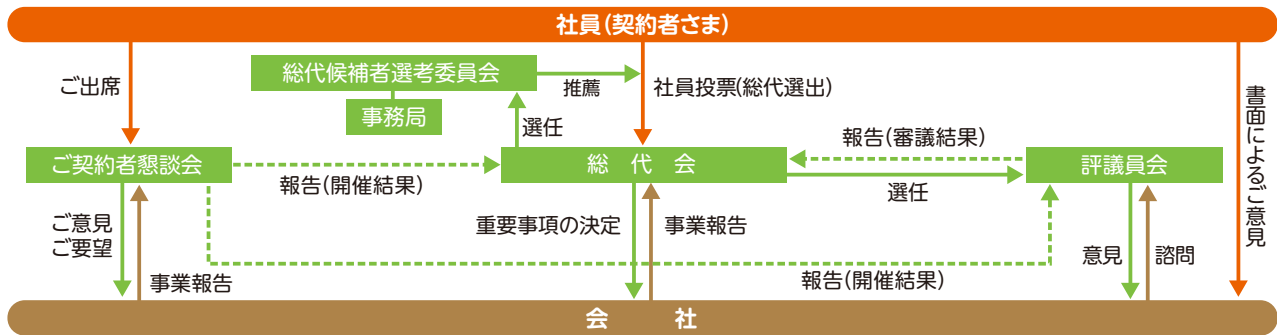 社員(契約者さま)
ご出席
総代候補者選考委員会
推薦
社員投票(総代選出)
事務局
選任
書面によるご意見
報告(審議結果)
ご契約者懇談会
報告(開催結果)
総代会
選任
評議員会
ご意見
ご要望
事業報告
重要事項の決定
事業報告
報告(開催結果)
意見
諮問
会社